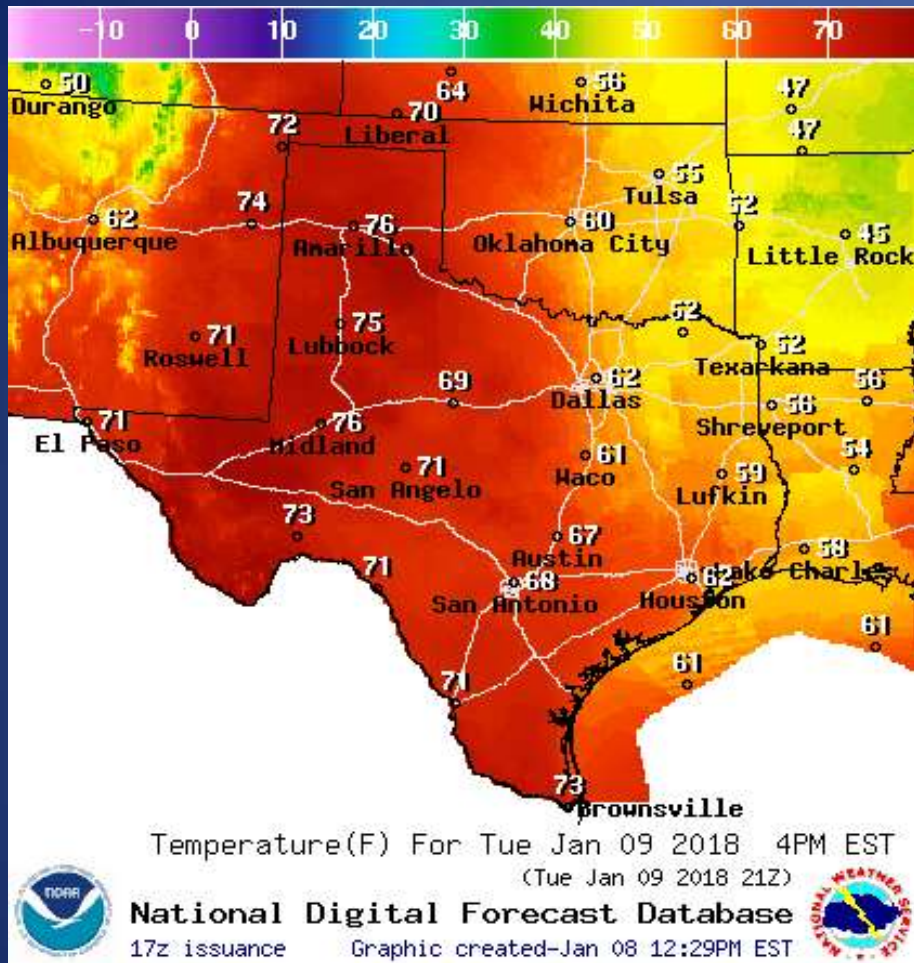 -10 0 10 20 30 40 50 60 70
50 64 56 47
Durango Wichita
70
Liberal
72 47
55
Tulsa
62 74 76 60 52 45
Albuquerque Amarillo Oklahoma City Little Rock
71 75 52 52
Roswell Lubbock Texarkana
69 62 56 56
Dallas Shreveport
71 76
El Paso Midland
71 61 59 54
San Angelo Waco Lufkin
73 67 58
Austin Lake Charles
71 68 62
San Antonio Houston
61
71 61
73
Brownsville
Temperature(F) For Tue Jan 09 2018 4PM EST
(Tue Jan 09 2018 21Z)
NOAA
National Digital Forecast Database
17z issuance Graphic created-Jan 08 12:29PM EST
NATIONAL WEATHER SERVICE